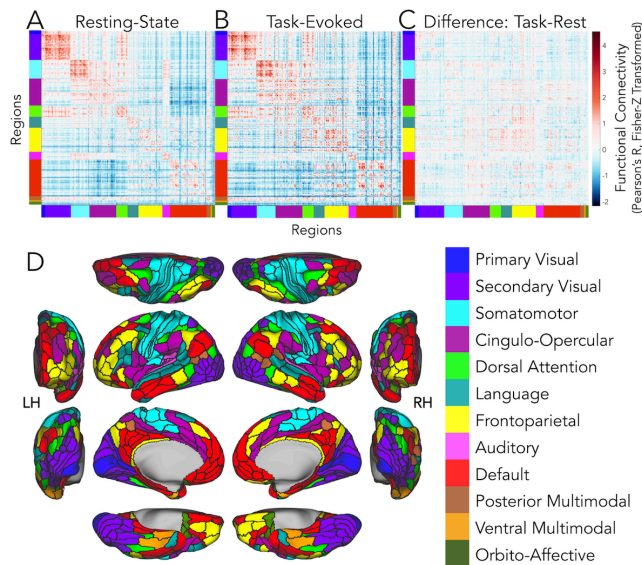 A Resting-State
B Task-Evoked
C Difference: Task-Rest
Regions
Regions
4
3
2
1
0
-1
-2
Functional Connectivity
(Pearson's R, Fisher-Z Transformed)
D
LH
RH
Primary Visual
Secondary Visual
Somatomotor
Cingulo-Opercular
Dorsal Attention
Language
Frontoparietal
Auditory
Default
Posterior Multimodal
Ventral Multimodal
Orbito-Affective